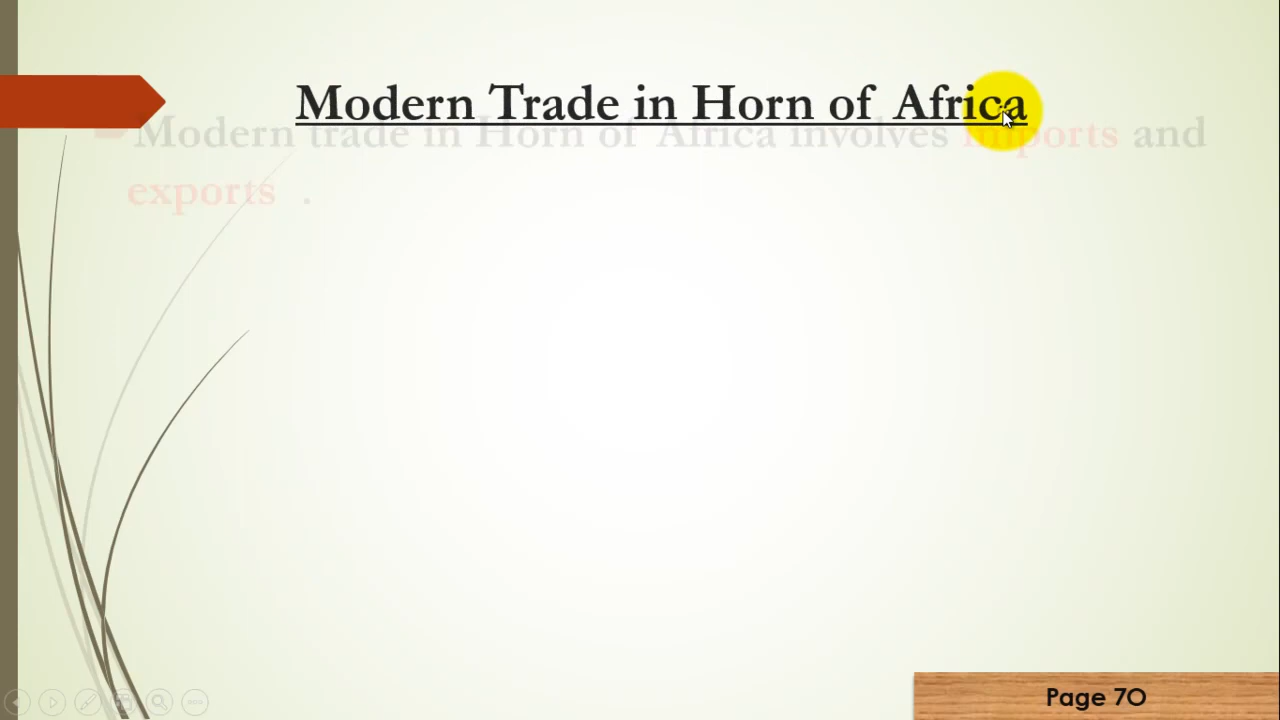 Modern Trade in Horn of Africa
Modern trade in Horn of Africa involves imports and
exports .
Page 70